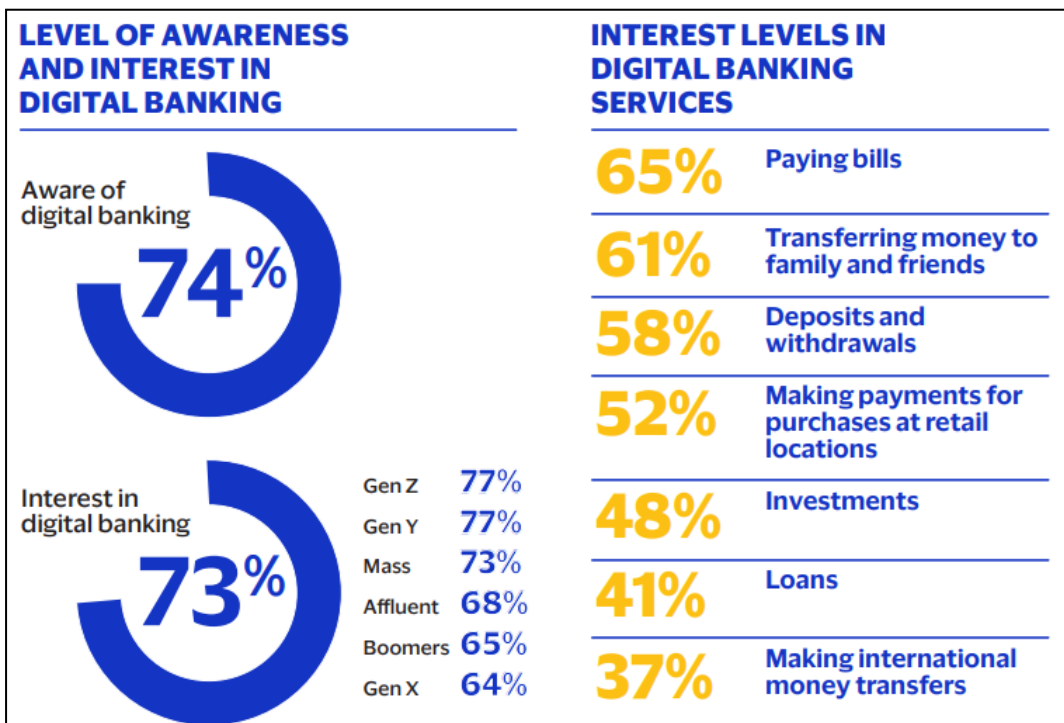 LEVEL OF AWARENESS
AND INTEREST IN
DIGITAL BANKING
Aware of
digital banking
74%
Interest in
digital banking
73%
Gen Z 77%
Gen Y 77%
Mass 73%
Affluent 68%
Boomers 65%
Gen X 64%
INTEREST LEVELS IN
DIGITAL BANKING
SERVICES
65% Paying bills
61% Transferring money to
family and friends
58% Deposits and
withdrawals
52% Making payments for
purchases at retail
locations
48% Investments
41% Loans
37% Making international
money transfers